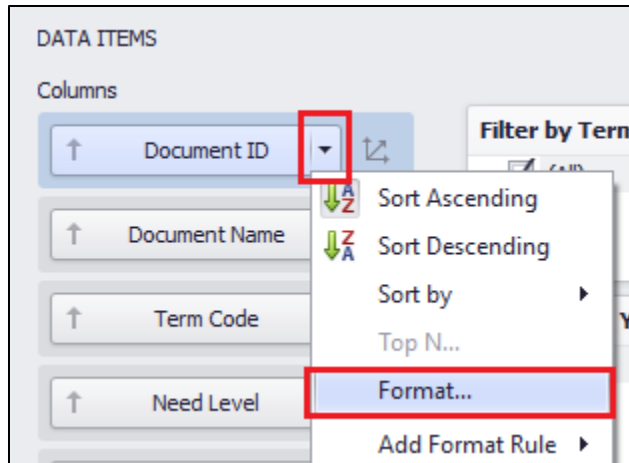 DATA ITEMS
Columns
Document ID
Filter by Term
(All)
Sort Ascending
Document Name
Sort Descending
Sort by
Term Code
Y
Top N...
Need Level
Format...
Add Format Rule